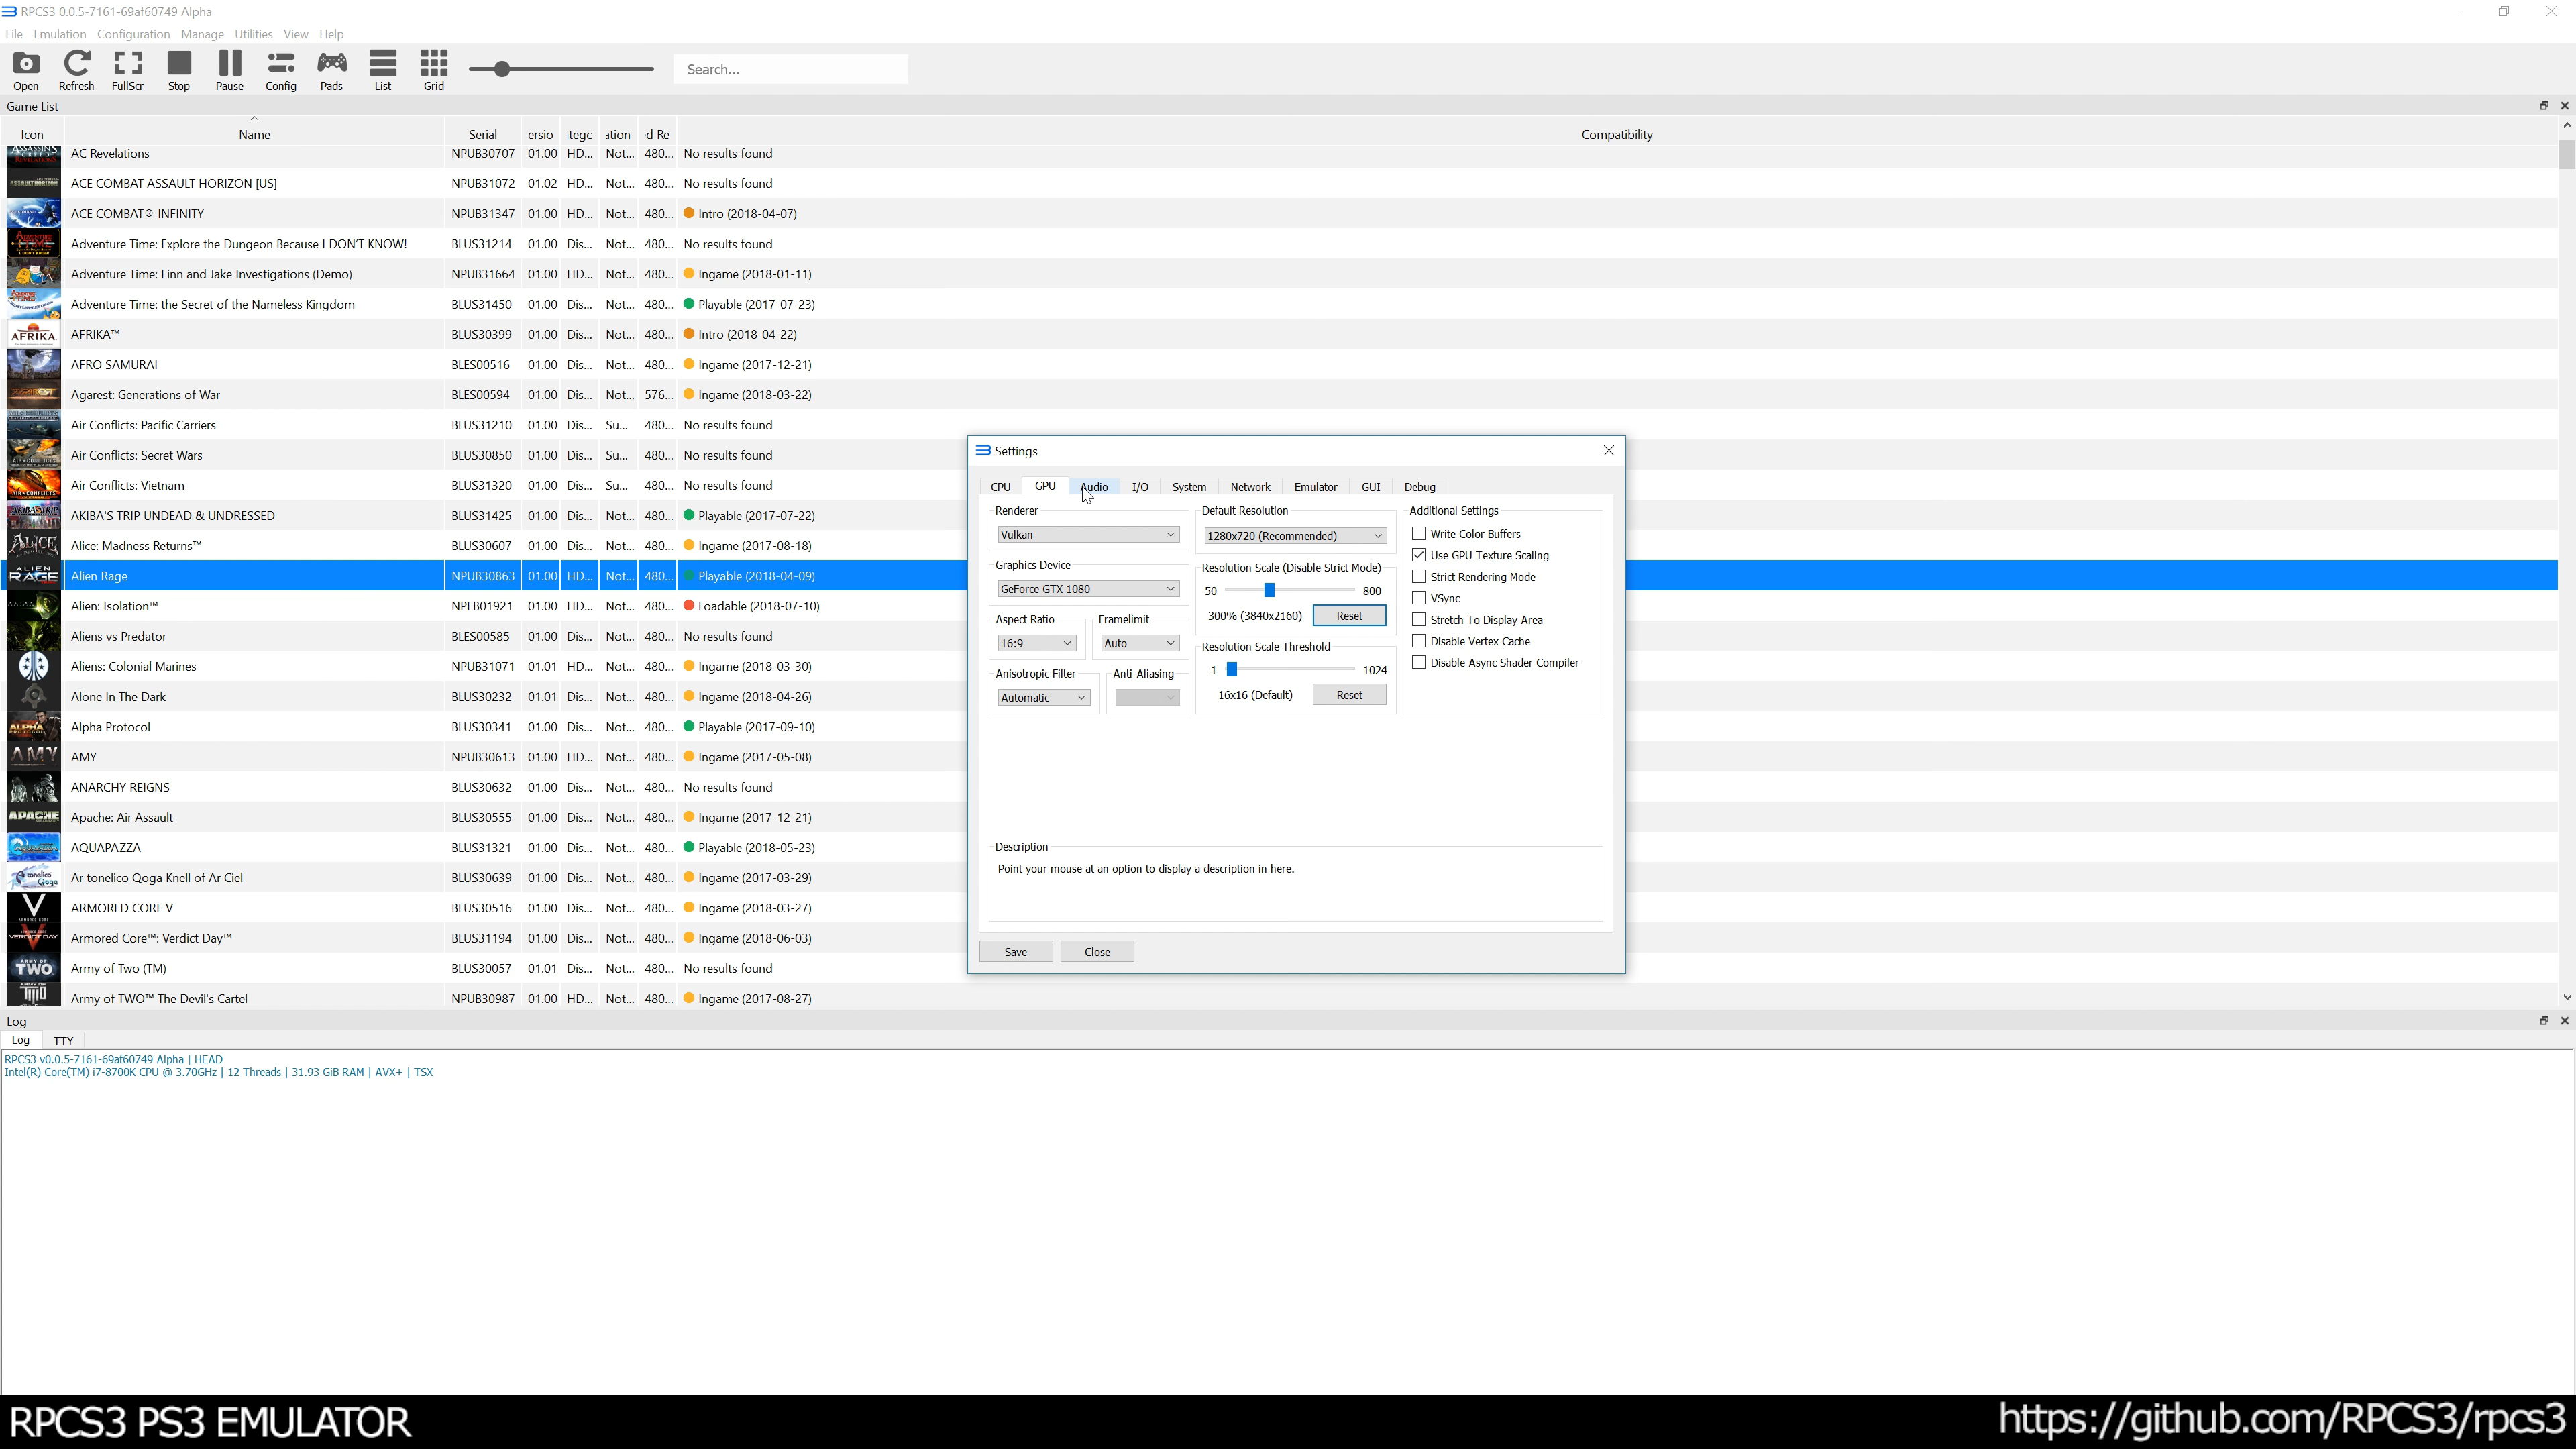 RPCS3 0.0.5-7161-69af60749 Alpha
File Emulation Configuration Manage Utilities View Help
Open Refresh FullScr Stop Pause Config Pads List Grid Search...
Game List
Icon Name Serial ersio itegc ation d Re Compatibility
AC Revelations NPUB30707 01.00 HD... Not... 480... No results found
ACE COMBAT ASSAULT HORIZON [US] NPUB31072 01.02 HD... Not... 480... No results found
ACE COMBAT® INFINITY NPUB31347 01.00 HD... Not... 480... Intro (2018-04-07)
Adventure Time: Explore the Dungeon Because I DON'T KNOW! BLUS31214 01.00 Dis... Not... 480... No results found
Adventure Time: Finn and Jake Investigations (Demo) NPUB31664 01.00 HD... Not... 480... Ingame (2018-01-11)
Adventure Time: the Secret of the Nameless Kingdom BLUS31450 01.00 Dis... Not... 480... Playable (2017-07-23)
AFRIKA AFRIKA™ BLUS30399 01.00 Dis... Not... 480... Intro (2018-04-22)
AFRO SAMURAI BLES00516 01.00 Dis... Not... 480... Ingame (2017-12-21)
Agarest: Generations of War BLES00594 01.00 Dis... Not... 576... Ingame (2018-03-22)
Air Conflicts: Pacific Carriers BLUS31210 01.00 Dis... Su... 480... No results found
Air Conflicts: Secret Wars BLUS30850 01.00 Dis... Su... 480... No results found
Air Conflicts: Vietnam BLUS31320 01.00 Dis... Su... 480... No results found
AKIBA'S TRIP UNDEAD & UNDRESSED BLUS31425 01.00 Dis... Not... 480... Playable (2017-07-22)
ALICE Alice: Madness Returns™ BLUS30607 01.00 Dis... Not... 480... Ingame (2017-08-18)
ALIEN RAGE Alien Rage NPUB30863 01.00 HD... Not... 480... Playable (2018-04-09)
Alien: Isolation™ NPEB01921 01.00 HD... Not... 480... Loadable (2018-07-10)
Aliens vs Predator BLES00585 01.00 Dis... Not... 480... No results found
Aliens: Colonial Marines NPUB31071 01.01 HD... Not... 480... Ingame (2018-03-30)
Alone In The Dark BLUS30232 01.01 Dis... Not... 480... Ingame (2018-04-26)
ALPHA PROTOCOL Alpha Protocol BLUS30341 01.00 Dis... Not... 480... Playable (2017-09-10)
AMY AMY NPUB30613 01.00 HD... Not... 480... Ingame (2017-05-08)
ANARCHY REIGNS BLUS30632 01.00 Dis... Not... 480... No results found
APACHE Apache: Air Assault BLUS30555 01.00 Dis... Not... 480... Ingame (2017-12-21)
AQUAPAZZA BLUS31321 01.00 Dis... Not... 480... Playable (2018-05-23)
Ar tonelico Qoga Knell of Ar Ciel BLUS30639 01.00 Dis... Not... 480... Ingame (2017-03-29)
ARMORED CORE V BLUS30516 01.00 Dis... Not... 480... Ingame (2018-03-27)
VERDICT DAY Armored Core™: Verdict Day™ BLUS31194 01.00 Dis... Not... 480... Ingame (2018-06-03)
TWO Army of Two (TM) BLUS30057 01.01 Dis... Not... 480... No results found
Army of TWO™ The Devil's Cartel NPUB30987 01.00 HD... Not... 480... Ingame (2017-08-27)
Settings
CPU GPU Audio I/O System Network Emulator GUI Debug
Renderer
Vulkan
Graphics Device
GeForce GTX 1080
Aspect Ratio Framelimit
16:9 Auto
Anisotropic Filter Anti-Aliasing
Automatic
Default Resolution
1280x720 (Recommended)
Resolution Scale (Disable Strict Mode)
50 800
300% (3840x2160) Reset
Resolution Scale Threshold
1 1024
16x16 (Default) Reset
Additional Settings
Write Color Buffers
Use GPU Texture Scaling
Strict Rendering Mode
VSync
Stretch To Display Area
Disable Vertex Cache
Disable Async Shader Compiler
Description
Point your mouse at an option to display a description in here.
Save Close
Log
Log TTY
RPCS3 v0.0.5-7161-69af60749 Alpha | HEAD
Intel(R) Core(TM) i7-8700K CPU @ 3.70GHz | 12 Threads | 31.93 GiB RAM | AVX+ | TSX
RPCS3 PS3 EMULATOR
https://github.com/RPCS3/rpcs3